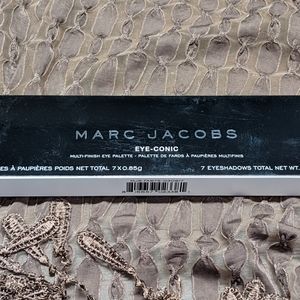 MARC JACOBS
EYE-CONIC
MULTI-FINISH EYE PALETTE - PALETTE DE FARDS À PAUPIÈRES MULTIFINIS
ES À PAUPIÈRES POIDS NET TOTAL 7 X 0.85g
7 EYESHADOWS TOTAL NET WT.